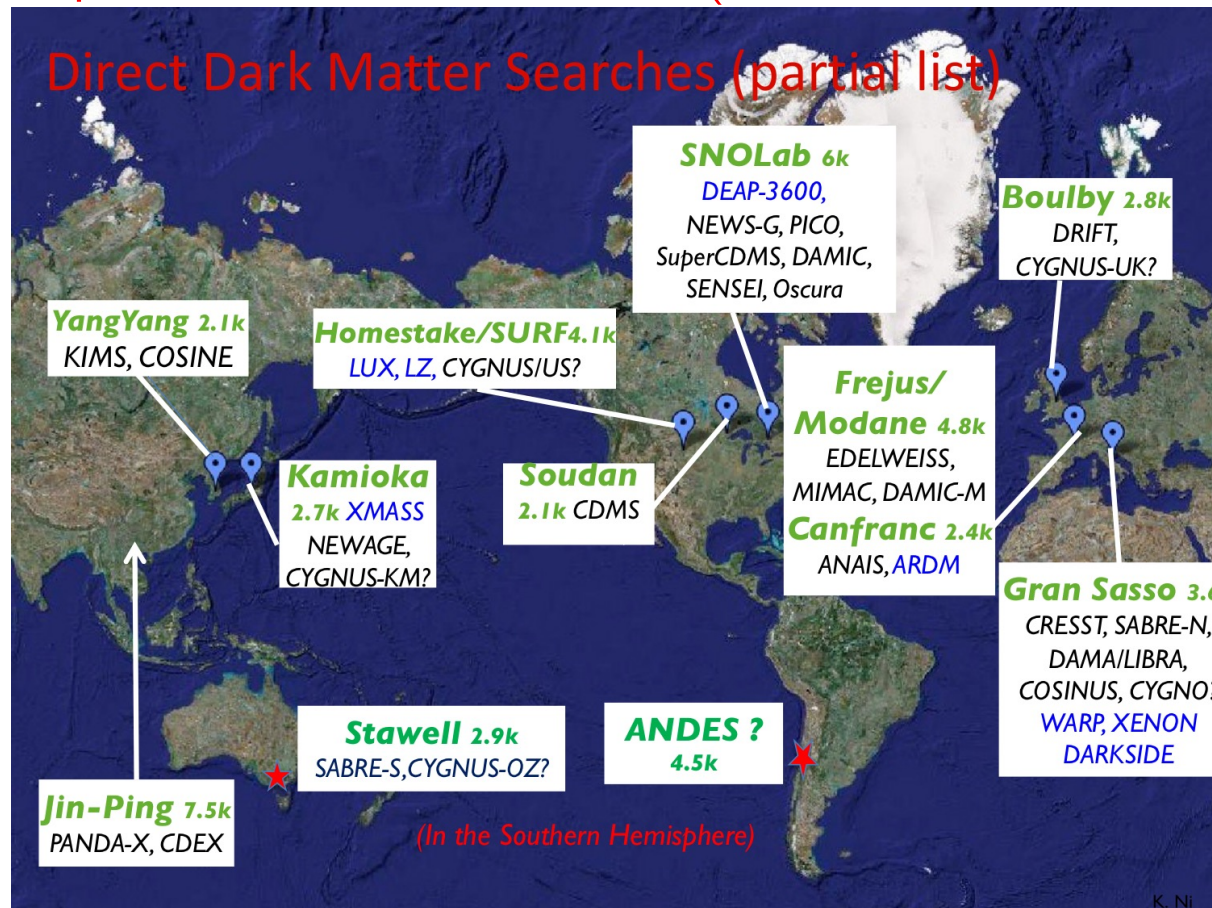 Direct Dark Matter Searches (partial list)
SNOLab 6k
DEAP-3600,
NEWS-G, PICO,
SuperCDMS, DAMIC,
SENSEI, Oscura
Boulby 2.8k
DRIFT,
CYGNUS-UK?
YangYang 2.1k
KIMS, COSINE
Homestake/SURF4.1k
LUX, LZ, CYGNUS/US?
Frejus/
Modane 4.8k
EDELWEISS,
MIMAC, DAMIC-M
Canfranc 2.4k
ANAIS, ARDM
Kamioka
2.7k XMASS
NEWAGE,
CYGNUS-KM?
Soudan
2.1k CDMS
Gran Sasso
CRESST, SABRE-N,
DAMA/LIBRA,
COSINUS, CYGNO?
WARP, XENON
DARKSIDE
Stawell 2.9k
SABRE-S,CYGNUS-OZ?
ANDES ?
4.5k
Jin-Ping 7.5k
PANDA-X, CDEX
(In the Southern Hemisphere)
K. Ni